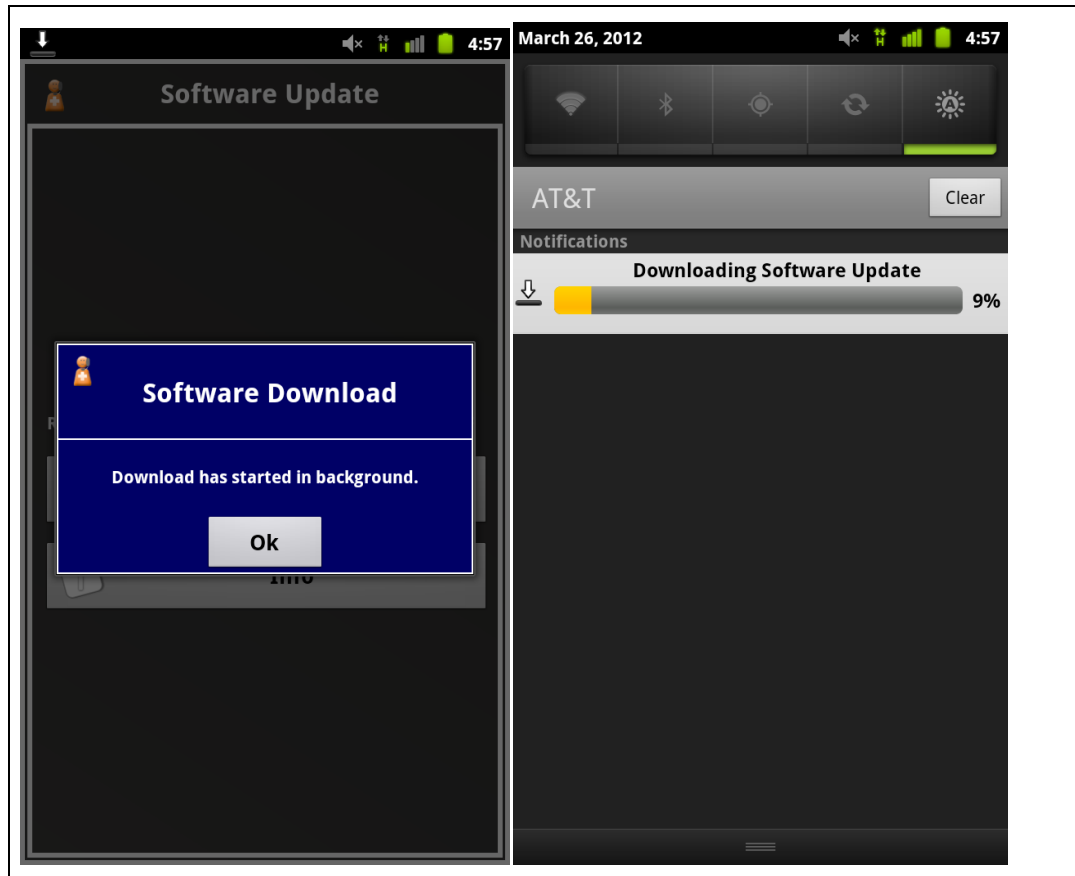 4:57
Software Update
Software Download
Download has started in background.
Ok
Info
March 26, 2012
4:57
AT&T
Clear
Notifications
Downloading Software Update
9%